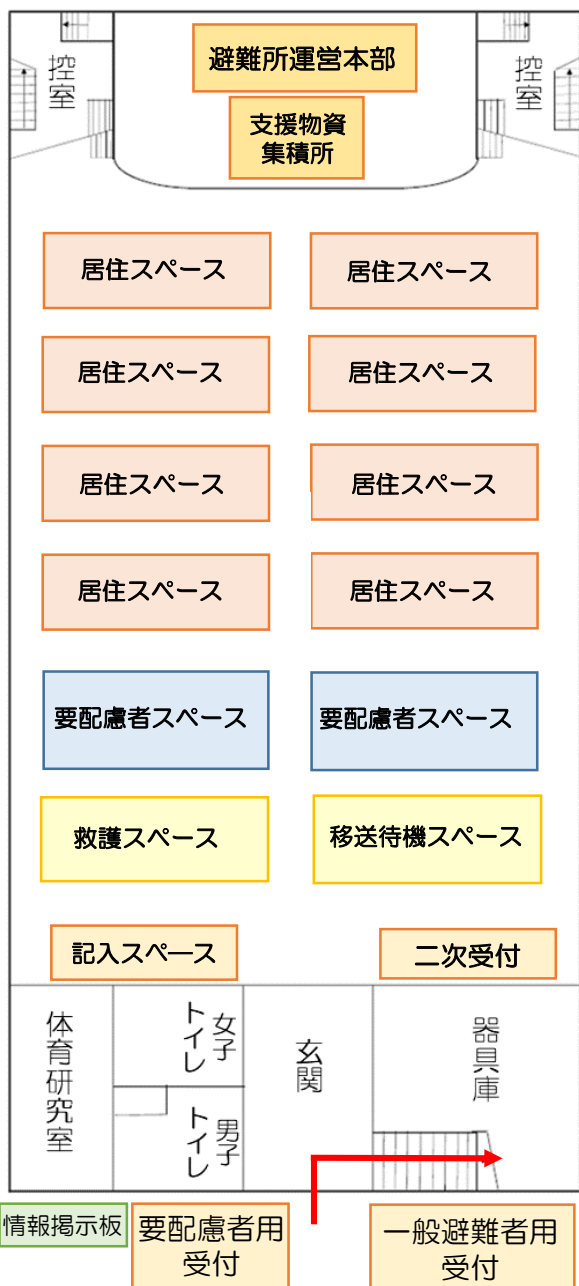 避難所運営本部
控室
控室
支援物資
集積所
居住スペース
居住スペース
居住スペース
居住スペース
居住スペース
居住スペース
居住スペース
居住スペース
要配慮者スペース
要配慮者スペース
救護スペース
移送待機スペース
記入スペース
二次受付
体育研究室
女子
トイレ
男子
トイレ
玄関
器具庫
情報掲示板
要配慮者用
受付
一般避難者用
受付